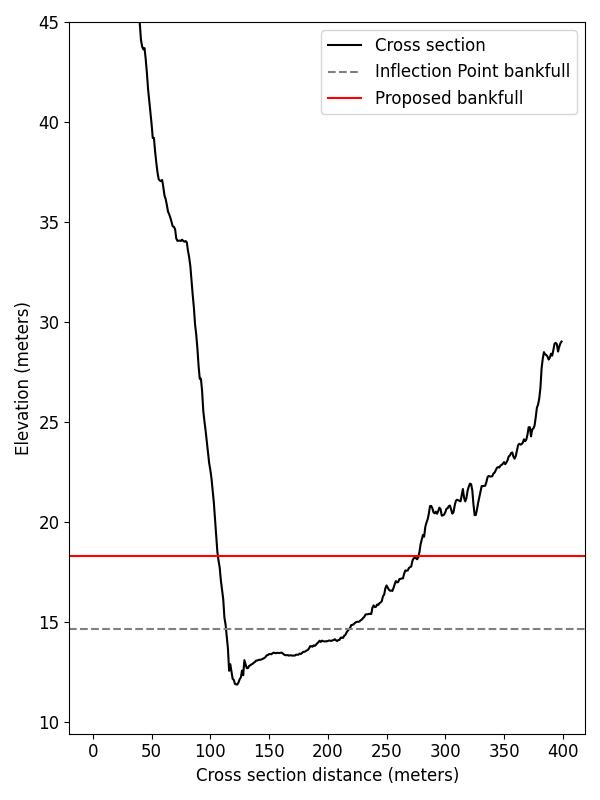 Cross section
Inflection Point bankfull
Proposed bankfull
45
40
35
30
25
20
15
10
Elevation (meters)
0 50 100 150 200 250 300 350 400
Cross section distance (meters)